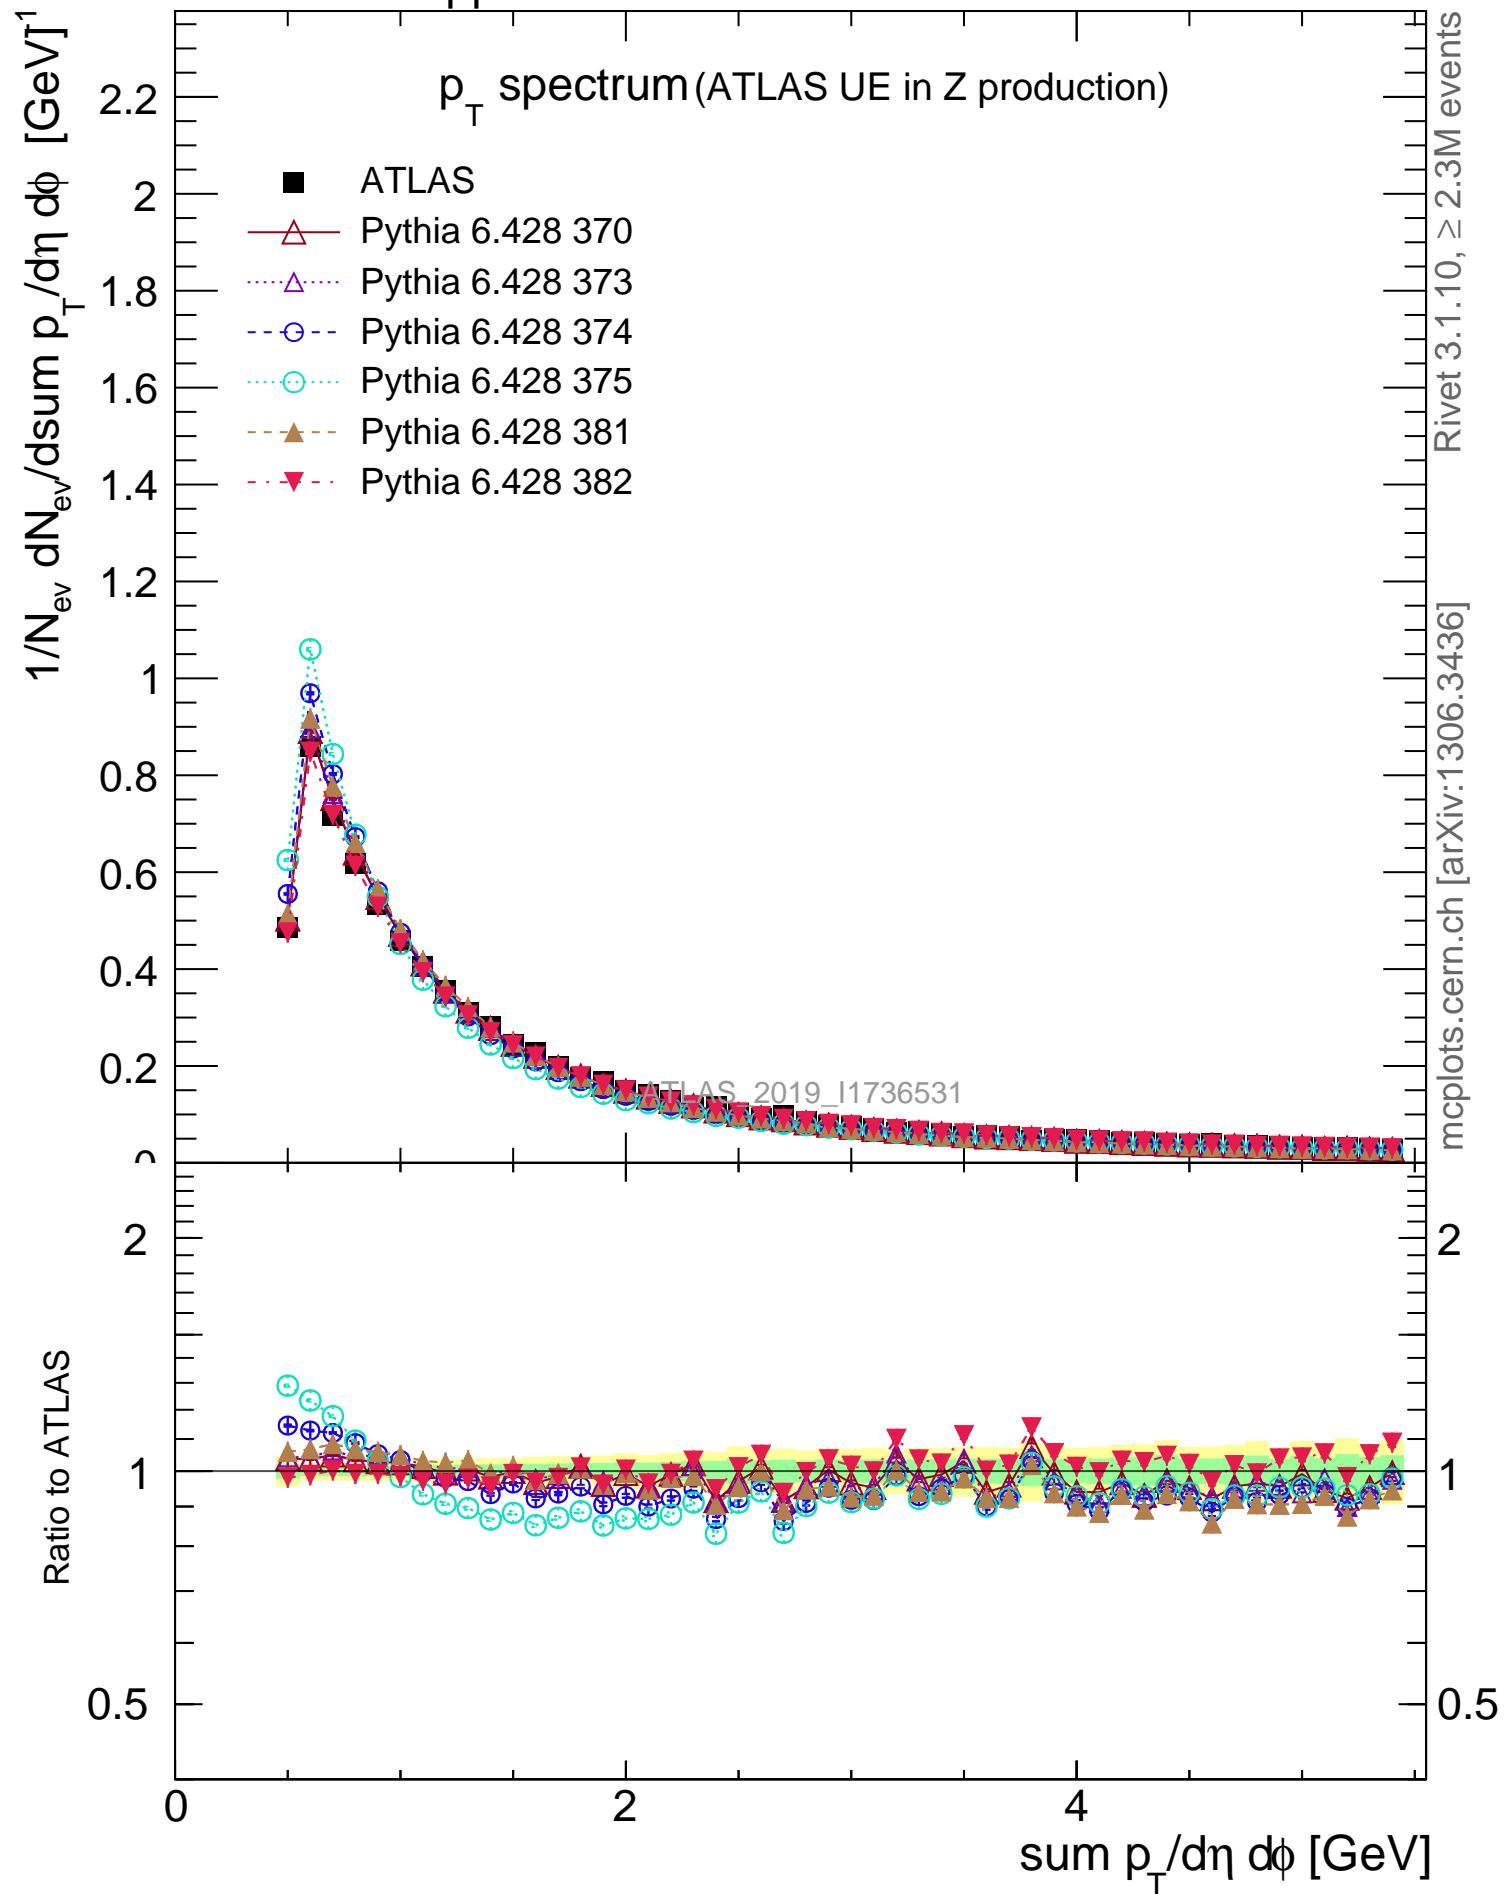 pp
p_T spectrum (ATLAS UE in Z production)
1/N_ev dN_ev/dsum p_T/dη dϕ [GeV]^-1
ATLAS
Pythia 6.428 370
Pythia 6.428 373
Pythia 6.428 374
Pythia 6.428 375
Pythia 6.428 381
Pythia 6.428 382
2.2
2
1.8
1.6
1.4
1.2
1
0.8
0.6
0.4
0.2
0
ATLAS_2019_I1736531
Rivet 3.1.10, ≥ 2.3M events
mcplots.cern.ch [arXiv:1306.3436]
Ratio to ATLAS
2
1
0.5
2
1
0.5
0
2
4
sum p_T/dη dϕ [GeV]